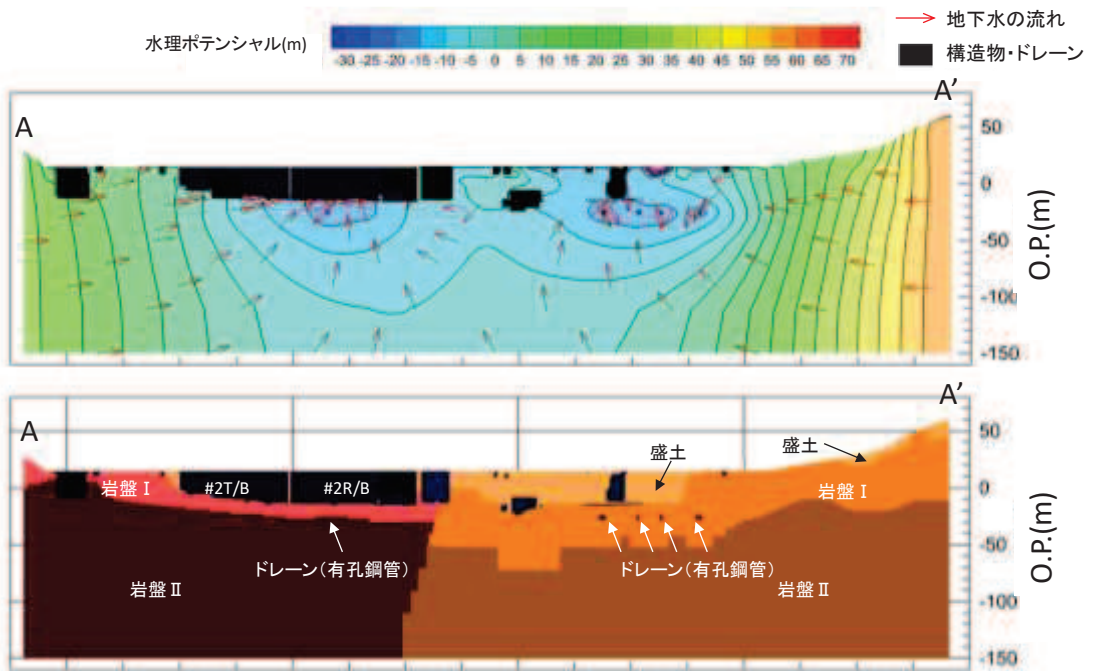 水理ポテンシャル(m)
-30 -25 -20 -15 -10 -5 0 5 10 15 20 25 30 35 40 45 50 55 60 65 70
地下水の流れ
構造物・ドレーン
A
A’
50
0
-50
-100
-150
O.P.(m)
A
A’
50
0
-50
-100
-150
O.P.(m)
盛土
盛土
岩盤Ⅰ
#2T/B
#2R/B
岩盤Ⅰ
ドレーン(有孔鋼管)
ドレーン(有孔鋼管)
岩盤Ⅱ
岩盤Ⅱ